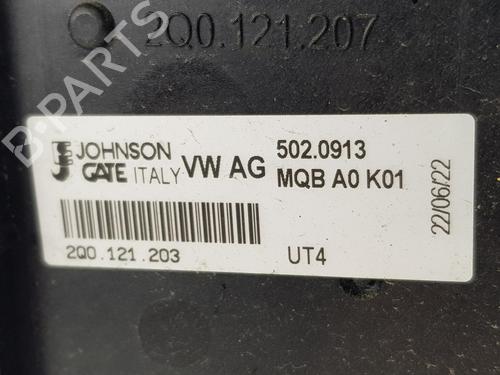 2Q0.121.207
JOHNSON
GATE ITALY
VW AG
502.0913
MQB A0 K01
22/06/22
2Q0.121.203
UT4
B-PARTS